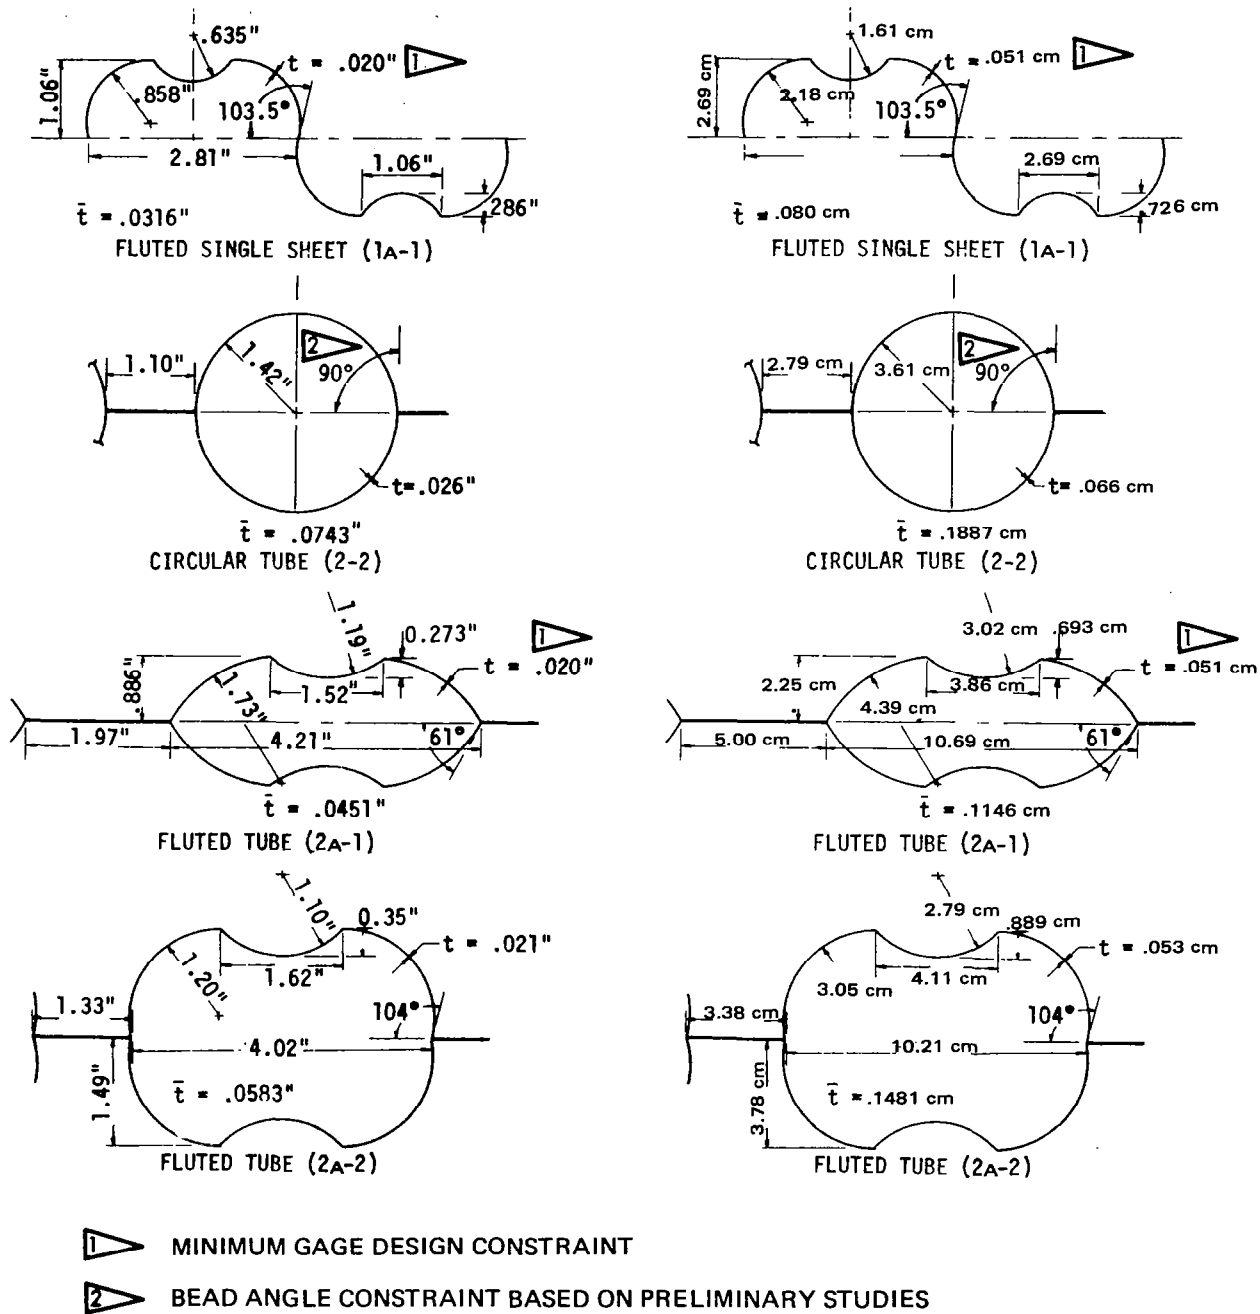 .635"
t = .020" 1
1.06"
.858"
103.5°
2.81"
1.06"
.286"
t̄ = .0316"
FLUTED SINGLE SHEET (1A-1)
1.61 cm
t = .051 cm 1
2.69 cm
2.18 cm
103.5°
2.69 cm
.726 cm
t̄ = .080 cm
FLUTED SINGLE SHEET (1A-1)
2
1.10"
1.42"
90°
t=.026"
t̄ = .0743"
CIRCULAR TUBE (2-2)
2
2.79 cm
3.61 cm
90°
t= .066 cm
t̄ = .1887 cm
CIRCULAR TUBE (2-2)
1.19"
0.273"
1
t = .020"
.886"
1.73"
1.52"
1.97"
4.21"
61°
t̄ = .0451"
FLUTED TUBE (2A-1)
3.02 cm
.693 cm
1
t = .051 cm
2.25 cm
4.39 cm
3.86 cm
5.00 cm
10.69 cm
61°
t̄ = .1146 cm
FLUTED TUBE (2A-1)
1.10"
0.35"
t = .021"
1.20"
1.62"
1.33"
104°
4.02"
1.49"
t̄ = .0583"
FLUTED TUBE (2A-2)
2.79 cm
.889 cm
t = .053 cm
3.05 cm
4.11 cm
3.38 cm
104°
10.21 cm
3.78 cm
t̄ = .1481 cm
FLUTED TUBE (2A-2)
1 MINIMUM GAGE DESIGN CONSTRAINT
2 BEAD ANGLE CONSTRAINT BASED ON PRELIMINARY STUDIES